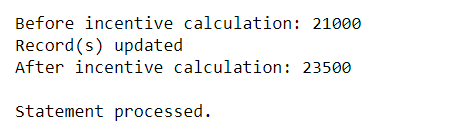 Before incentive calculation: 21000
Record(s) updated
After incentive calculation: 23500
Statement processed.